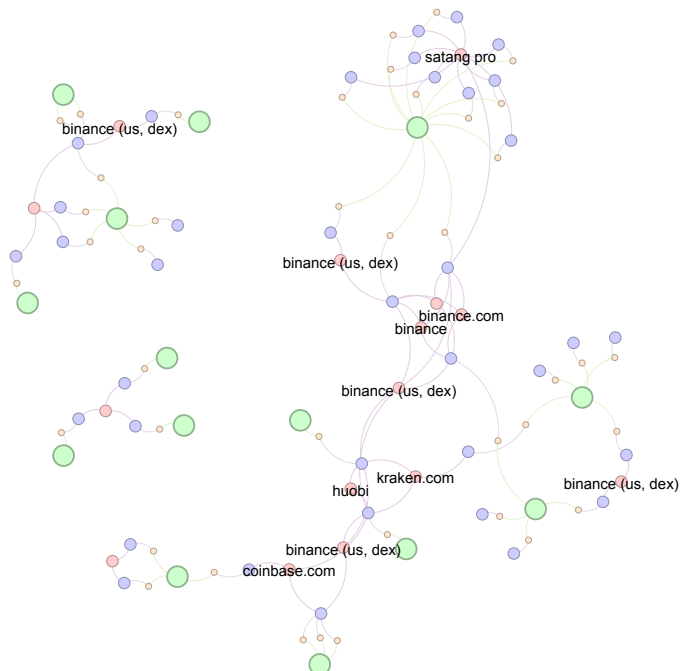 satang pro
binance (us, dex)
binance (us, dex)
binance.com
binance
binance (us, dex)
kraken.com
binance (us, dex)
huobi
binance (us, dex)
coinbase.com